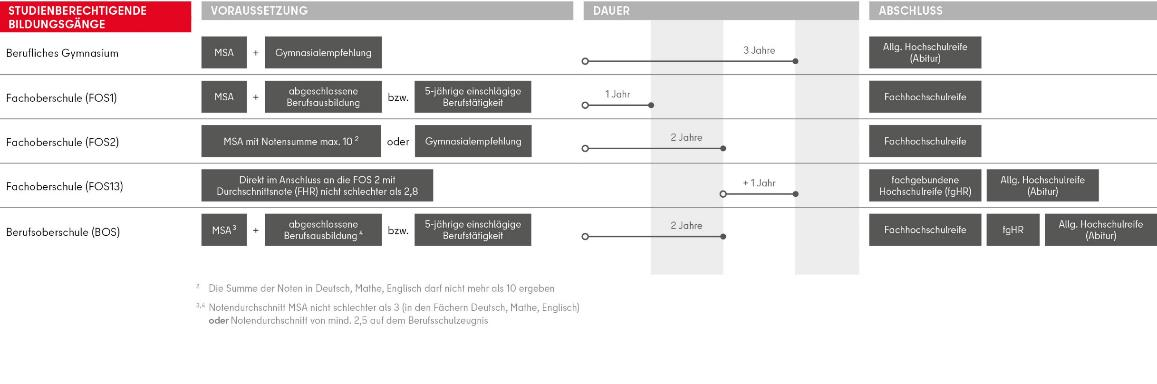 STUDIENBERECHTIGENDE
BILDUNGSGÄNGE
VORAUSSETZUNG
DAUER
ABSCHLUSS
Berufliches Gymnasium
MSA
+
Gymnasialempfehlung
3 Jahre
Allg. Hochschulreife
(Abitur)
Fachoberschule (FOS1)
MSA
+
abgeschlossene
Berufsausbildung
bzw.
5-jährige einschlägige
Berufstätigkeit
1 Jahr
Fachhochschulreife
Fachoberschule (FOS2)
MSA mit Notensumme max. 10 ²
oder
Gymnasialempfehlung
2 Jahre
Fachhochschulreife
Fachoberschule (FOS13)
Direkt im Anschluss an die FOS 2 mit
Durchschnittsnote (FHR) nicht schlechter als 2,8
+ 1 Jahr
fachgebundene
Hochschulreife (fgHR)
Allg. Hochschulreife
(Abitur)
Berufsoberschule (BOS)
MSA ³
+
abgeschlossene
Berufsausbildung ⁴
bzw.
5-jährige einschlägige
Berufstätigkeit
2 Jahre
Fachhochschulreife
fgHR
Allg. Hochschulreife
(Abitur)
² Die Summe der Noten in Deutsch, Mathe, Englisch darf nicht mehr als 10 ergeben
³,⁴ Notendurchschnitt MSA nicht schlechter als 3 (in den Fächern Deutsch, Mathe, Englisch)
oder Notendurchschnitt von mind. 2,5 auf dem Berufsschulzeugnis